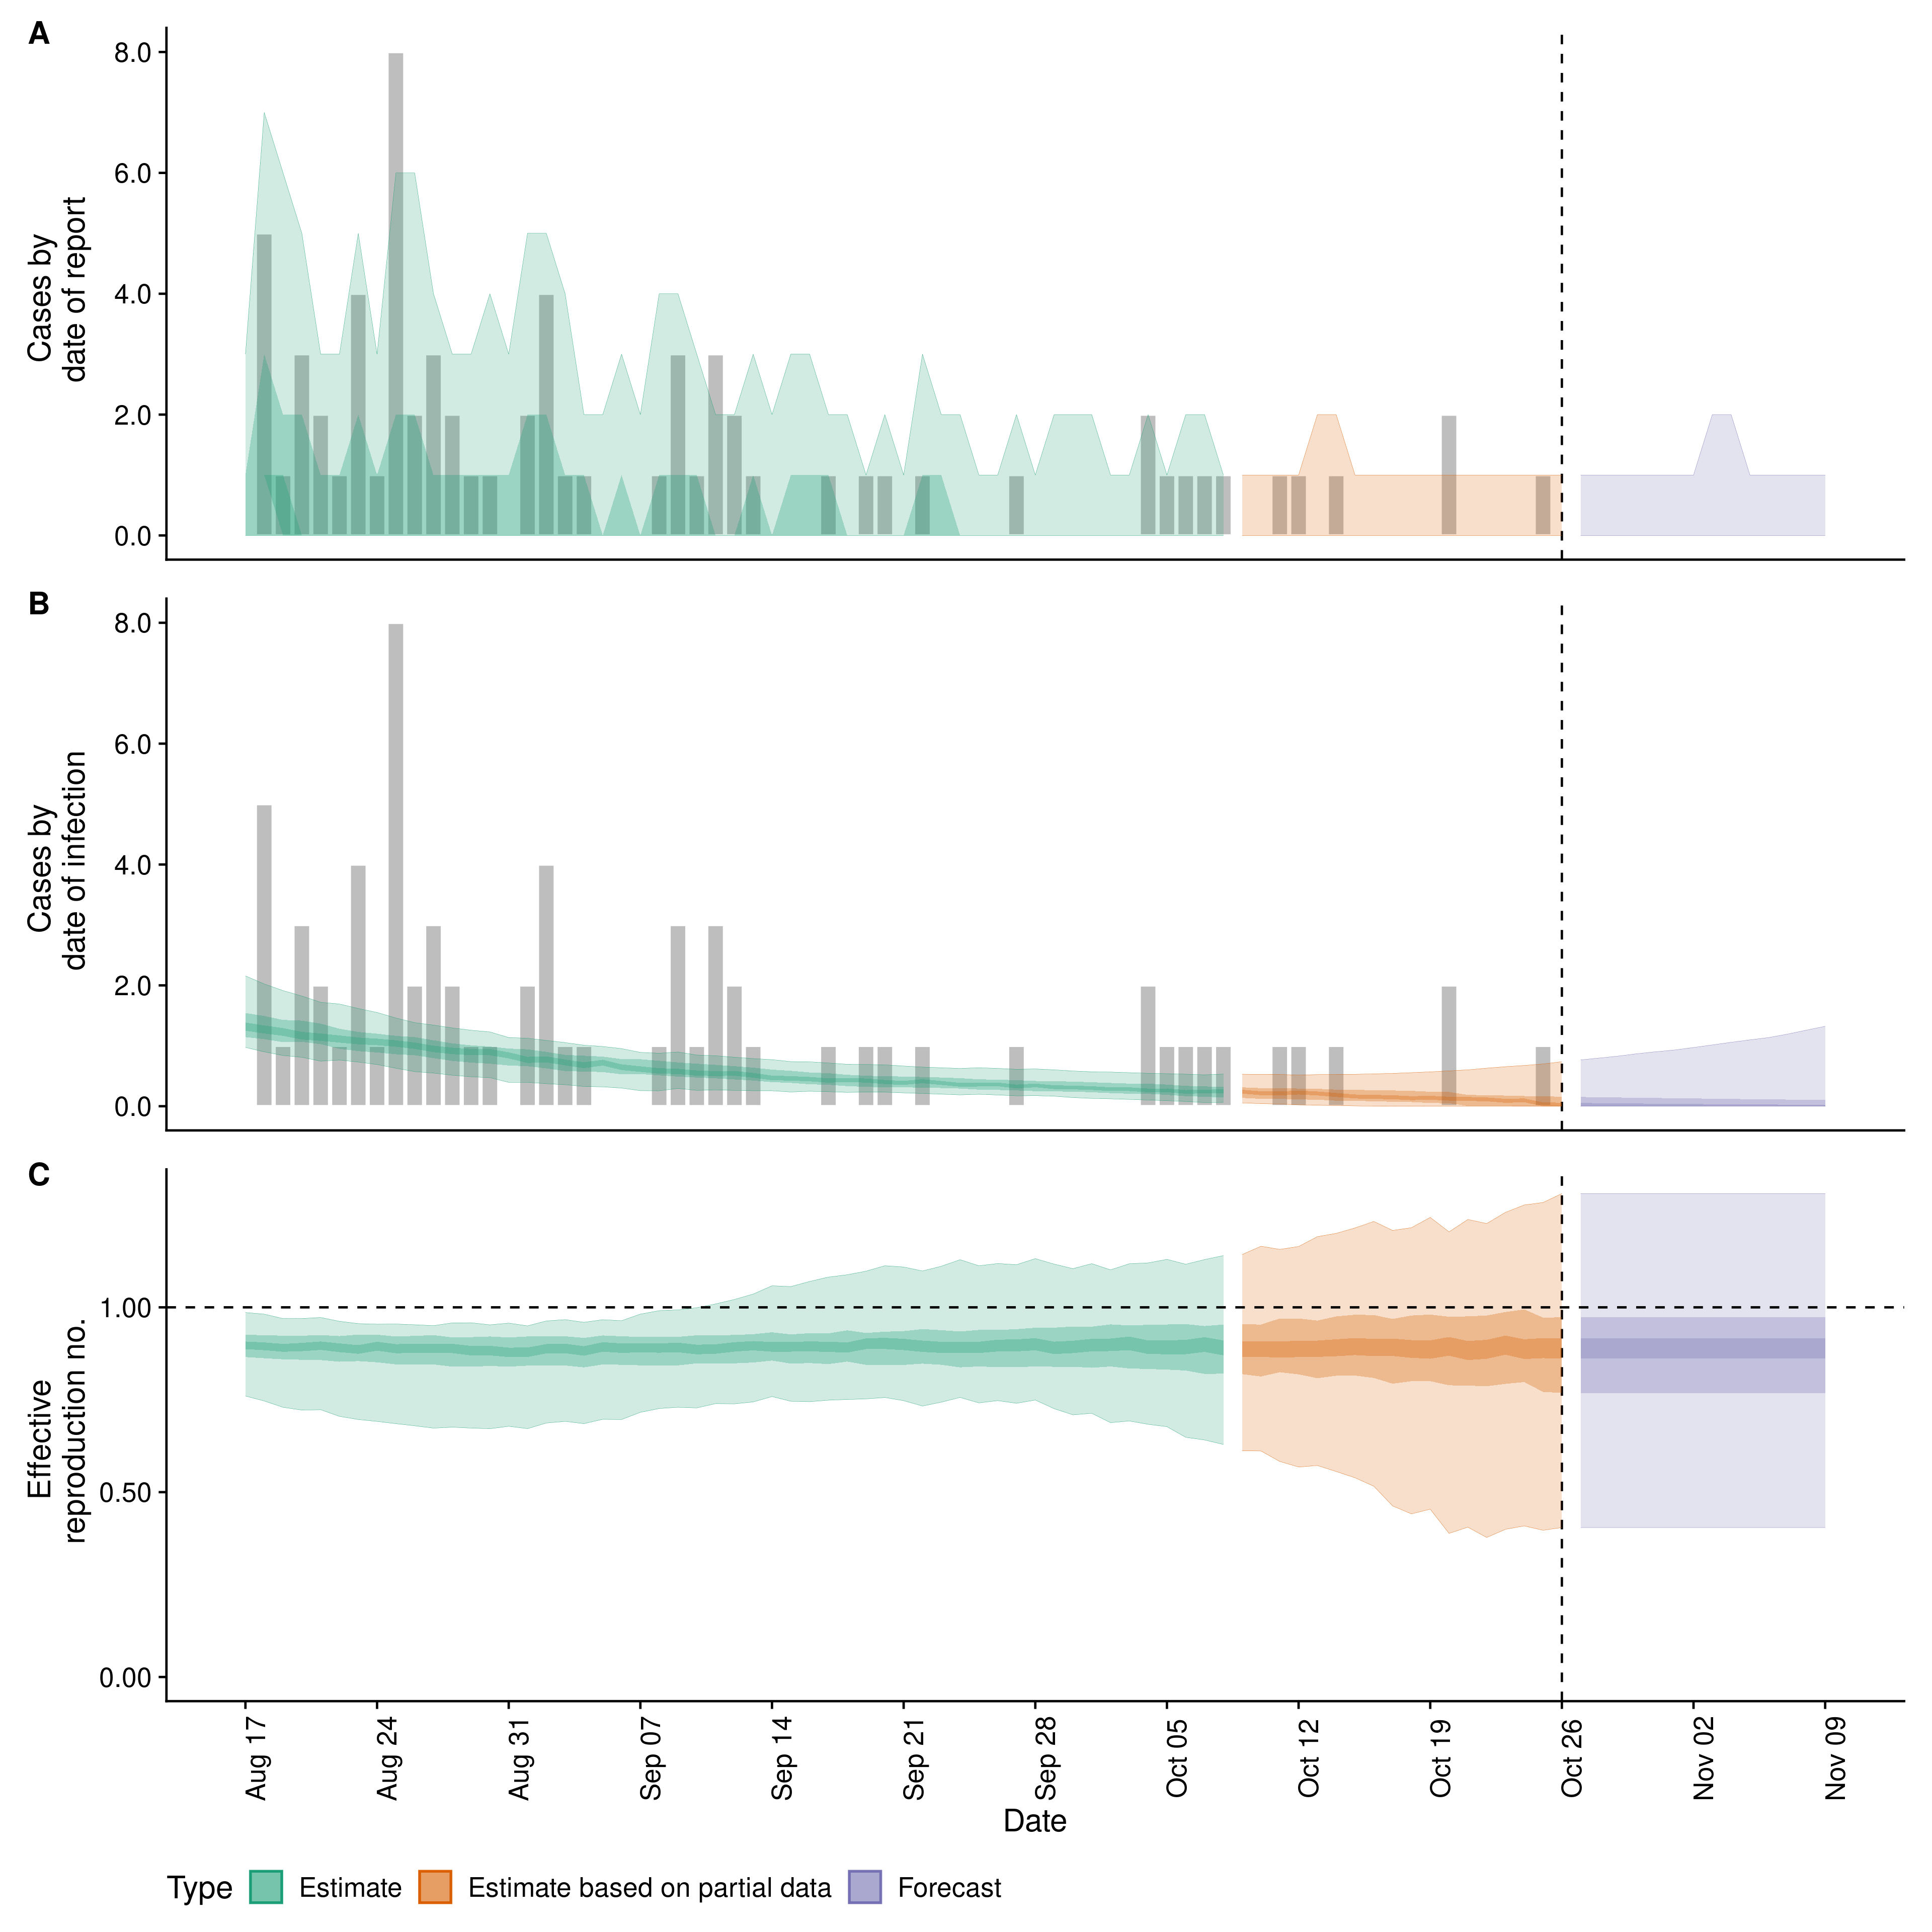 A
8.0
6.0
4.0
2.0
0.0
Cases by
date of report
B
8.0
6.0
4.0
2.0
0.0
Cases by
date of infection
C
1.00
0.50
0.00
Effective
reproduction no.
Aug 17
Aug 24
Aug 31
Sep 07
Sep 14
Sep 21
Sep 28
Oct 05
Oct 12
Oct 19
Oct 26
Nov 02
Nov 09
Date
Type Estimate Estimate based on partial data Forecast